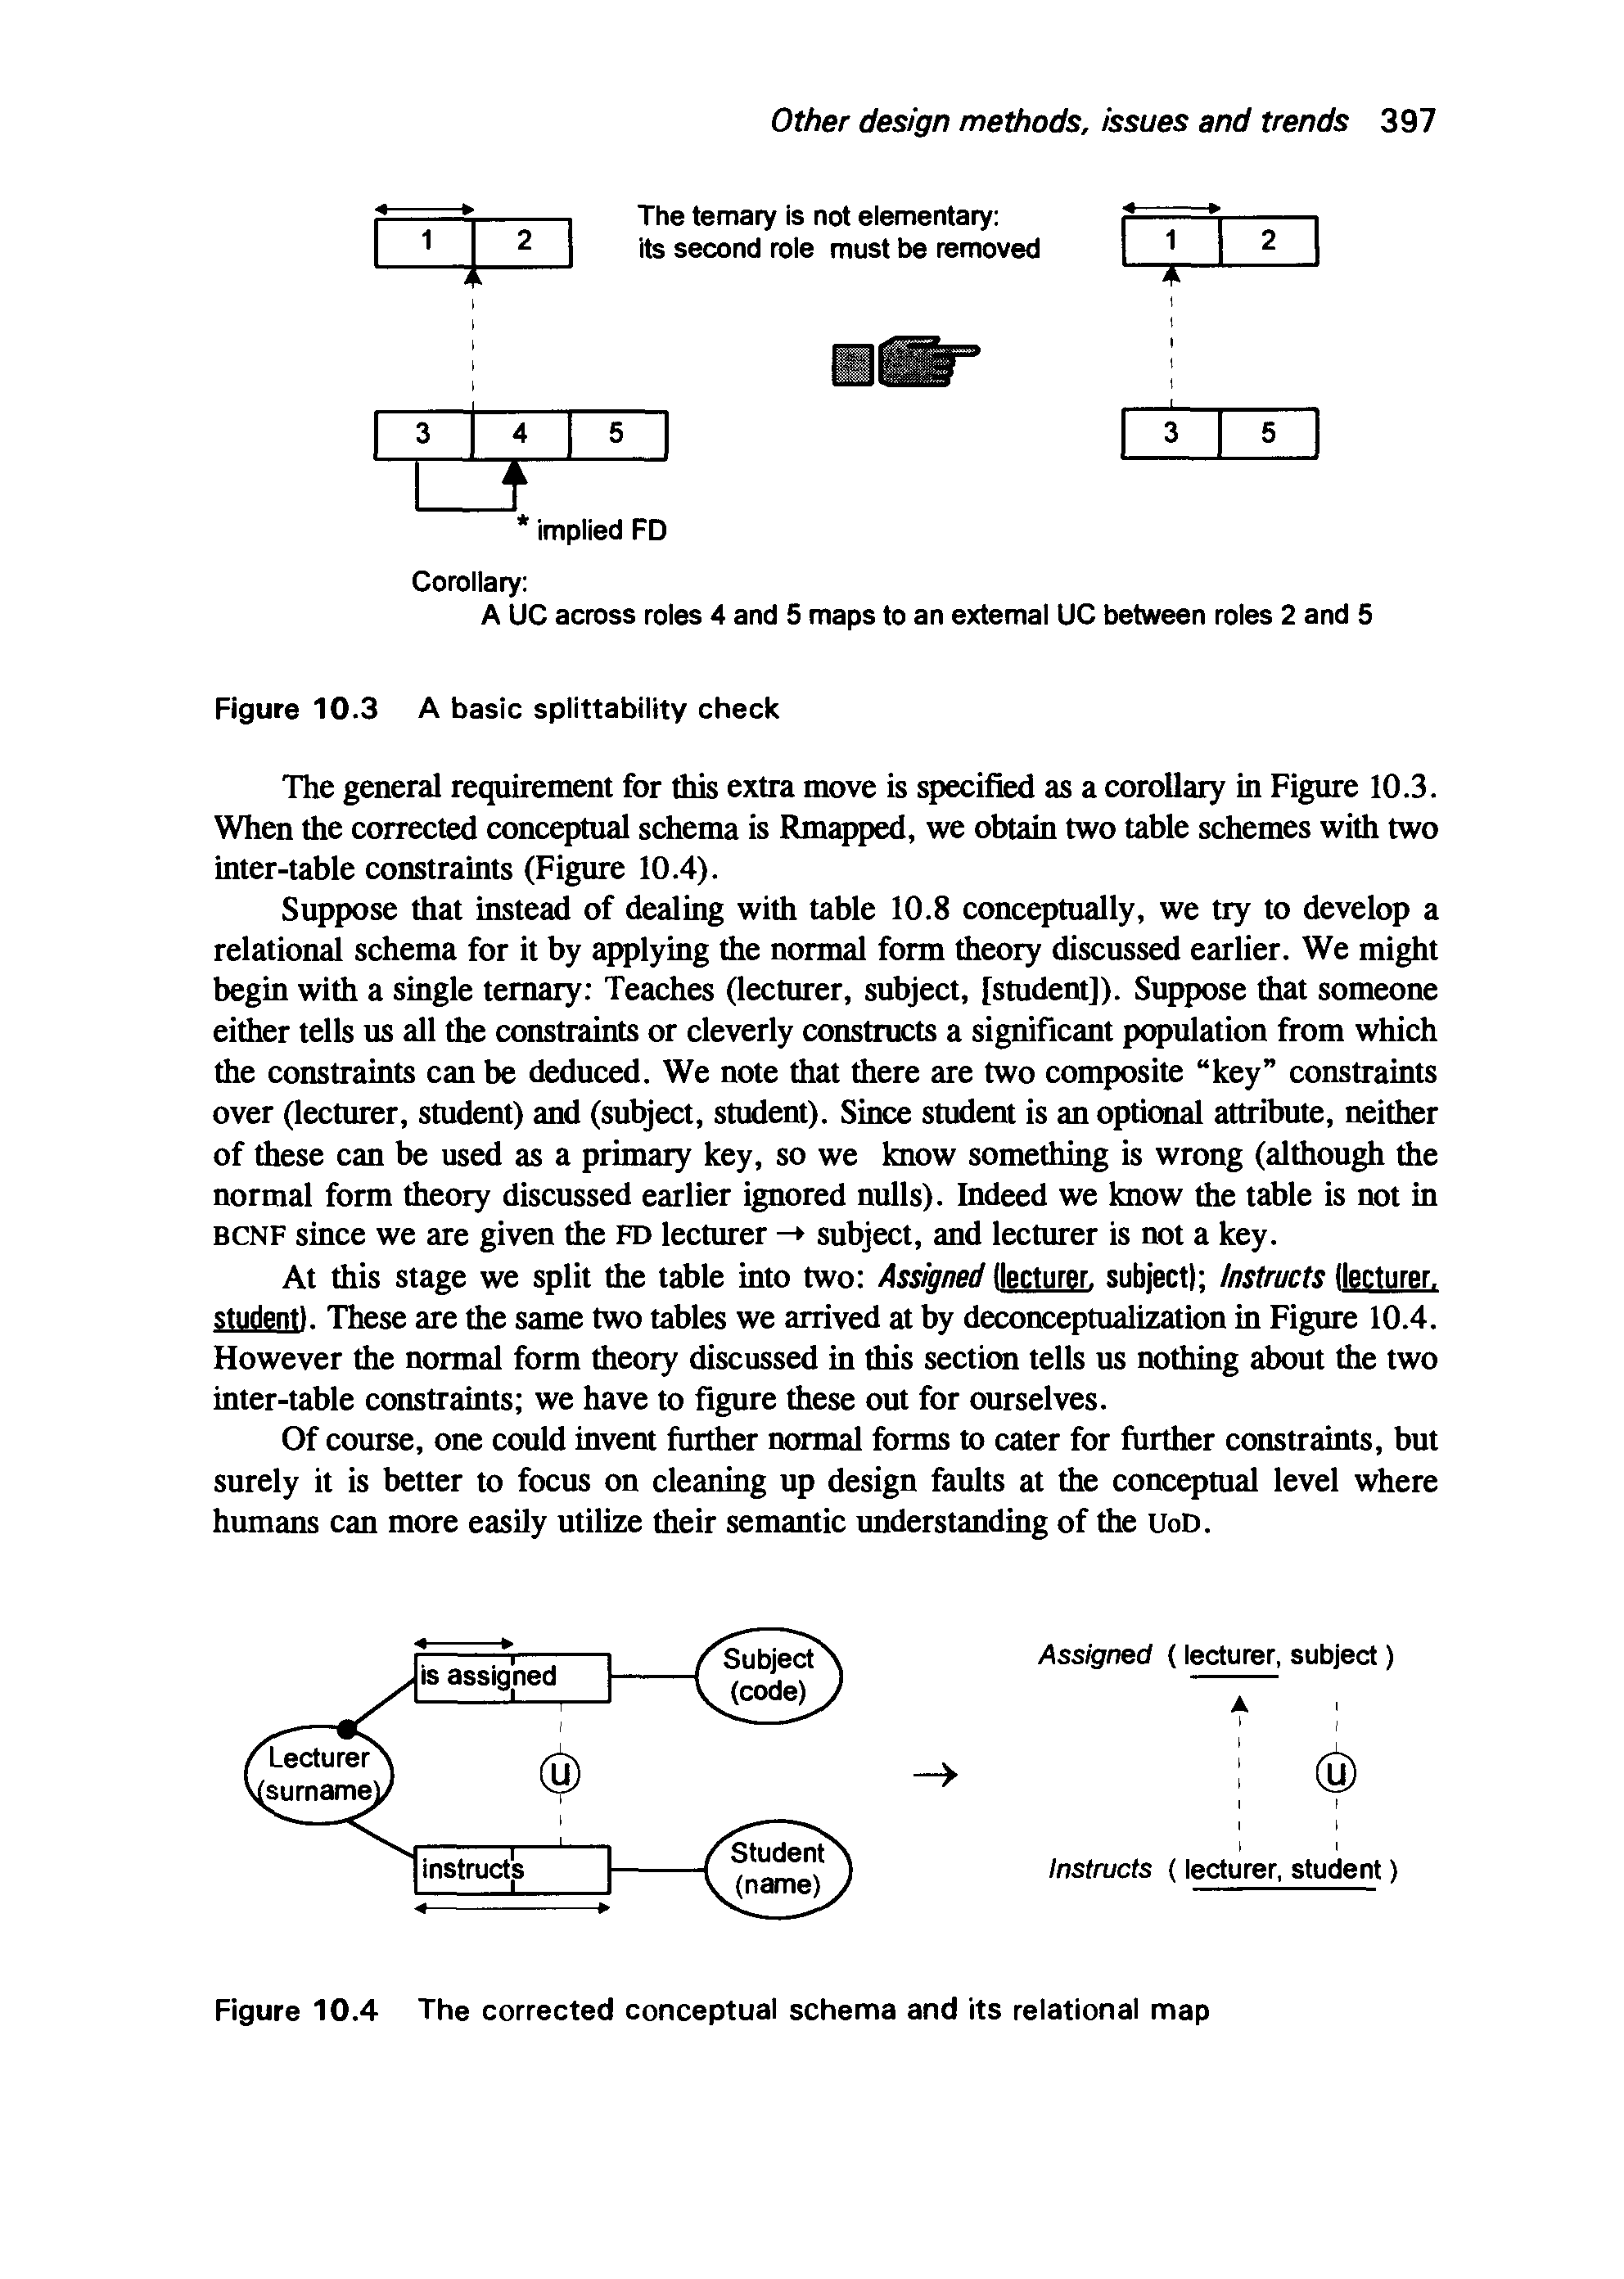 Other design methods, issues and trends 397
1 2
The ternary is not elementary:
its second role must be removed
1 2
3 4 5
3 5
* implied FD
Corollary:
A UC across roles 4 and 5 maps to an external UC between roles 2 and 5
Figure 10.3 A basic splittability check
The general requirement for this extra move is specified as a corollary in Figure 10.3.
When the corrected conceptual schema is Rmapped, we obtain two table schemes with two
inter-table constraints (Figure 10.4).
Suppose that instead of dealing with table 10.8 conceptually, we try to develop a
relational schema for it by applying the normal form theory discussed earlier. We might
begin with a single ternary: Teaches (lecturer, subject, [student]). Suppose that someone
either tells us all the constraints or cleverly constructs a significant population from which
the constraints can be deduced. We note that there are two composite “key” constraints
over (lecturer, student) and (subject, student). Since student is an optional attribute, neither
of these can be used as a primary key, so we know something is wrong (although the
normal form theory discussed earlier ignored nulls). Indeed we know the table is not in
BCNF since we are given the FD lecturer → subject, and lecturer is not a key.
At this stage we split the table into two: Assigned (lecturer, subject); Instructs (lecturer,
student). These are the same two tables we arrived at by deconceptualization in Figure 10.4.
However the normal form theory discussed in this section tells us nothing about the two
inter-table constraints; we have to figure these out for ourselves.
Of course, one could invent further normal forms to cater for further constraints, but
surely it is better to focus on cleaning up design faults at the conceptual level where
humans can more easily utilize their semantic understanding of the UoD.
is assigned
Subject
(code)
Assigned ( lecturer, subject )
Lecturer
(surname)
U
→
U
instructs
Student
(name)
Instructs ( lecturer, student )
Figure 10.4 The corrected conceptual schema and its relational map